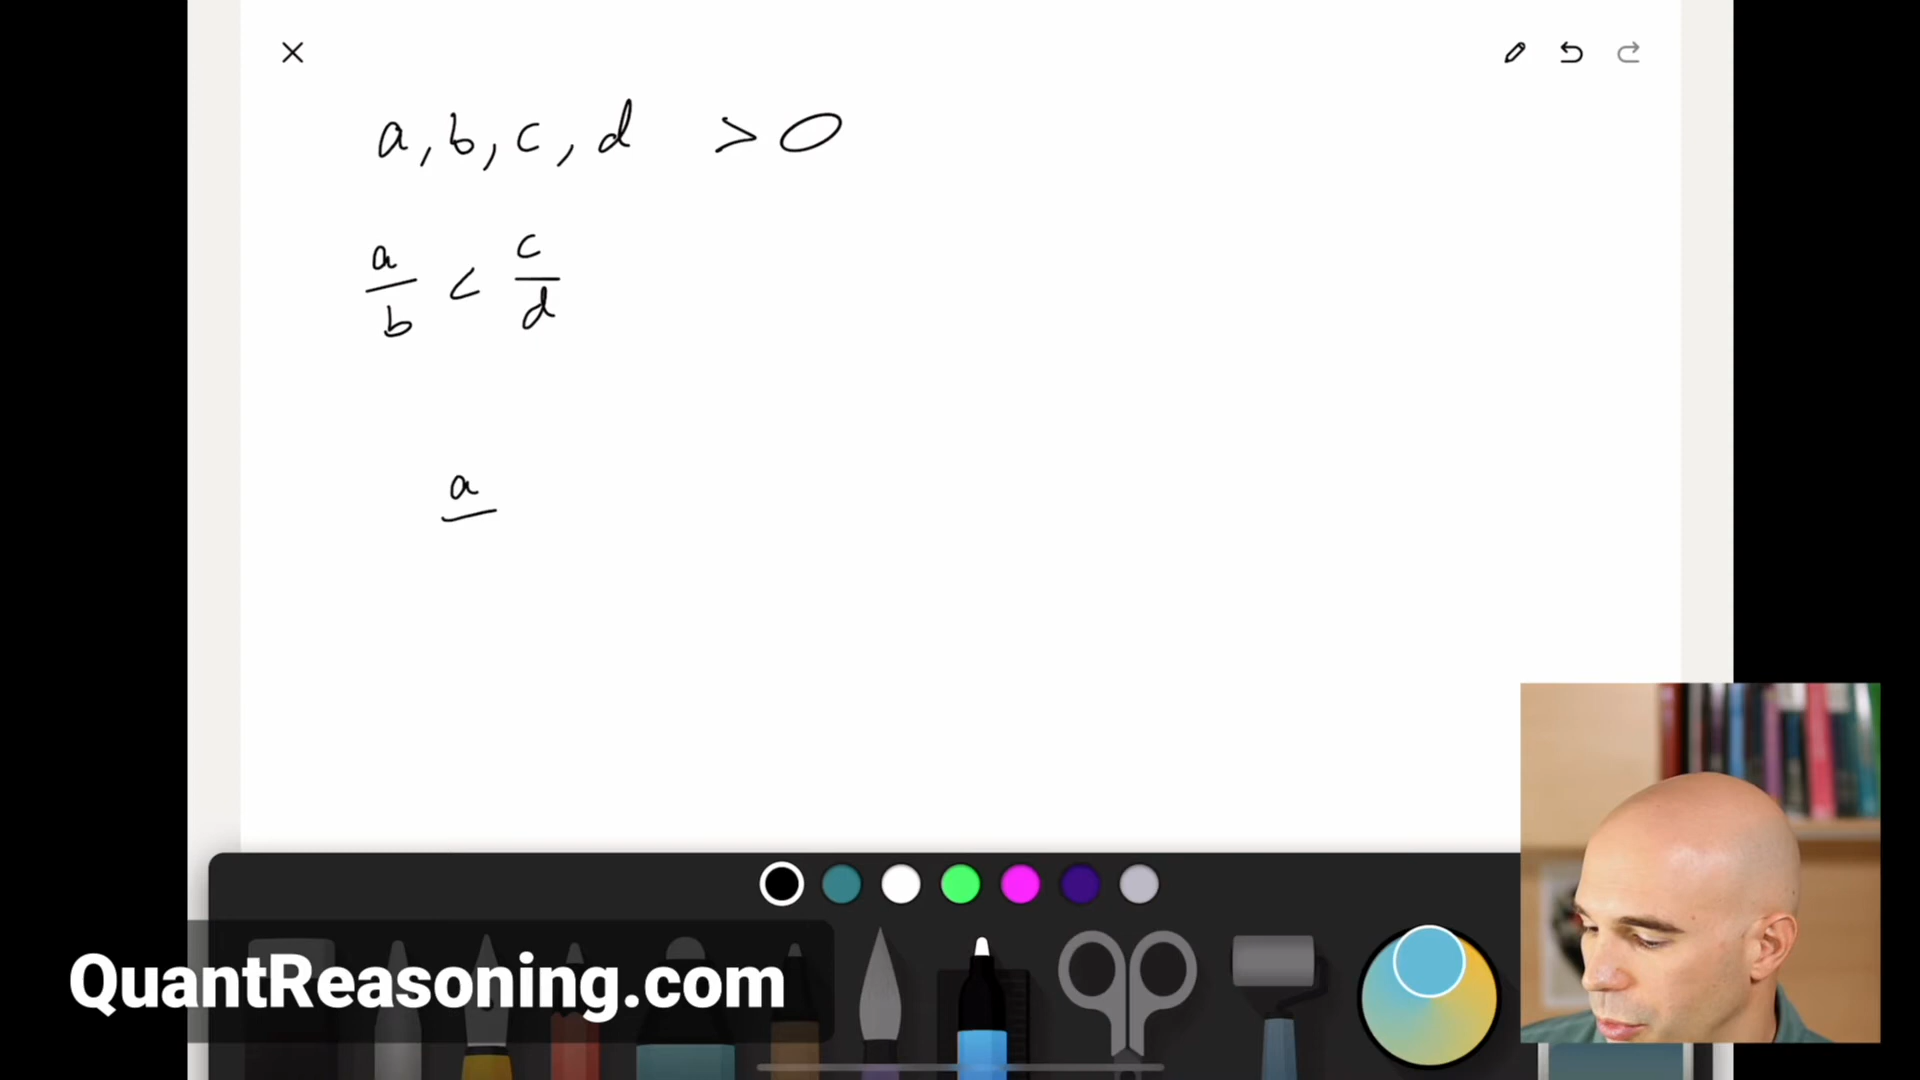 a, b, c, d > 0
a/b < c/d
a
QuantReasoning.com